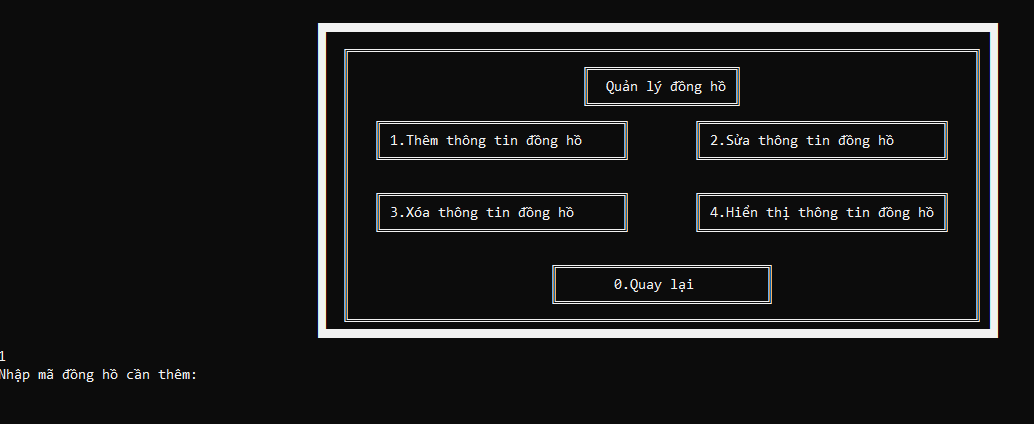 Quản lý đồng hồ
1.Thêm thông tin đồng hồ
2.Sửa thông tin đồng hồ
3.Xóa thông tin đồng hồ
4.Hiển thị thông tin đồng hồ
0.Quay lại
1
Nhập mã đồng hồ cần thêm: